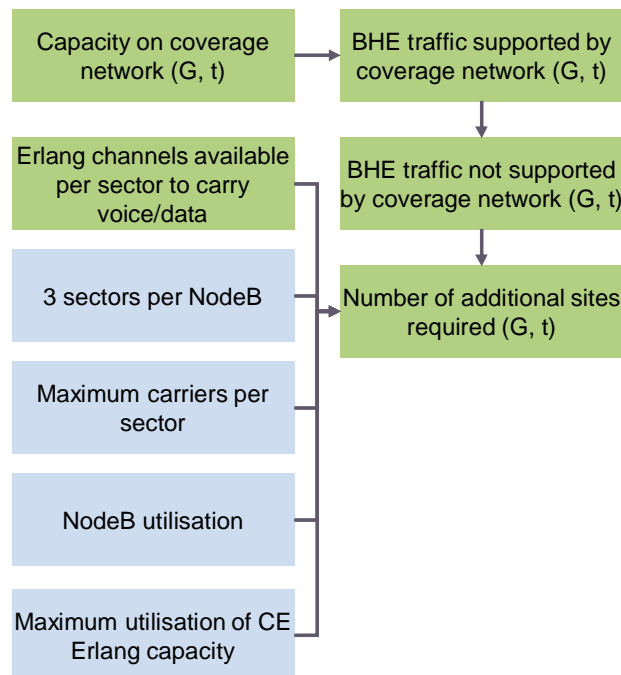 Capacity on coverage
network (G, t)
BHE traffic supported by
coverage network (G, t)
Erlang channels available
per sector to carry
voice/data
BHE traffic not supported
by coverage network (G, t)
3 sectors per NodeB
Number of additional sites
required (G, t)
Maximum carriers per
sector
NodeB utilisation
Maximum utilisation of CE
Erlang capacity